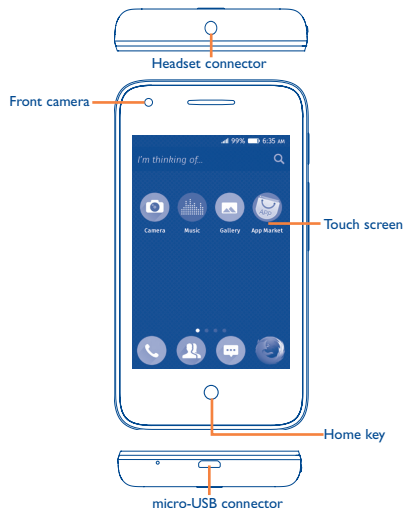 Headset connector
Front camera
99% 6:35 AM
I'm thinking of...
App
Camera Music Gallery App Market
Touch screen
Home key
micro-USB connector